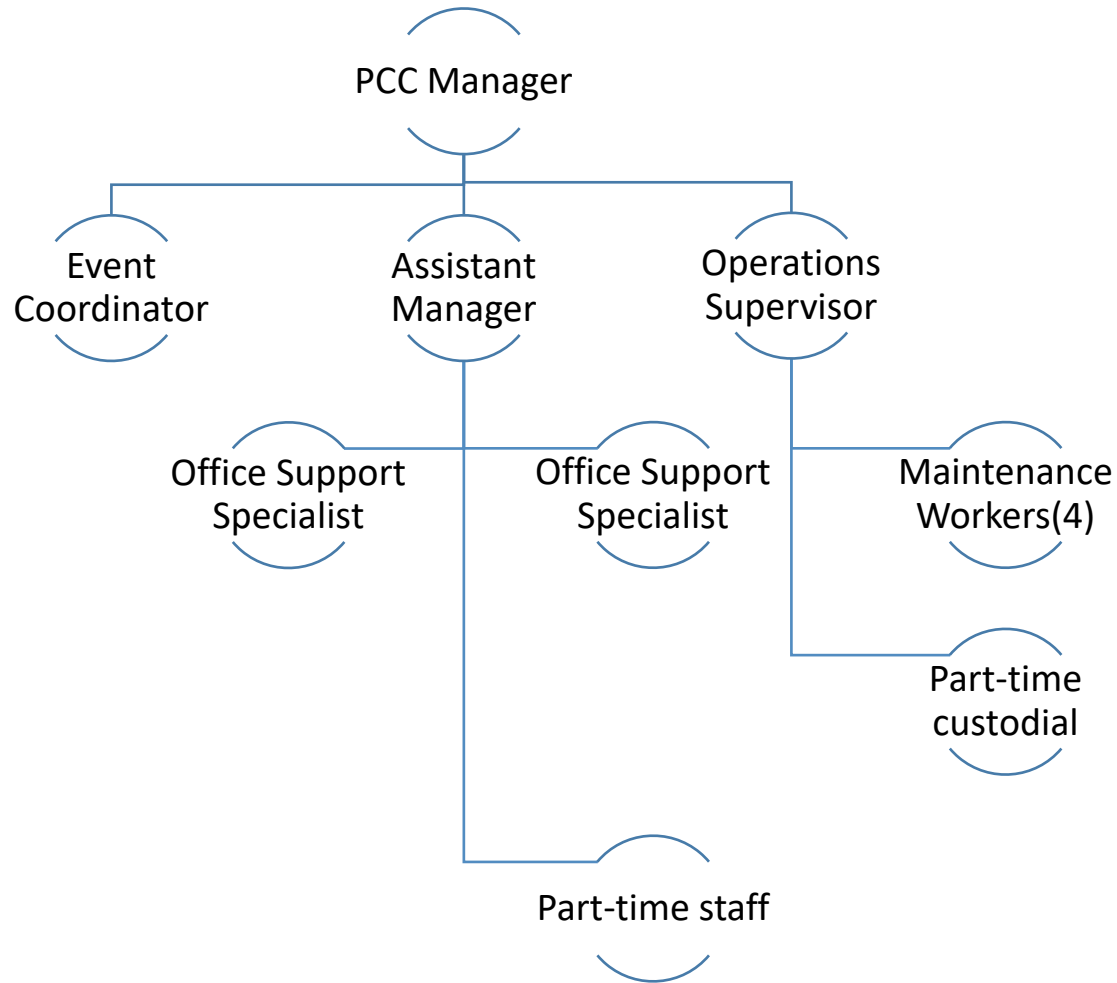 PCC Manager
Event
Coordinator
Assistant
Manager
Operations
Supervisor
Office Support
Specialist
Office Support
Specialist
Maintenance
Workers(4)
Part-time
custodial
Part-time staff